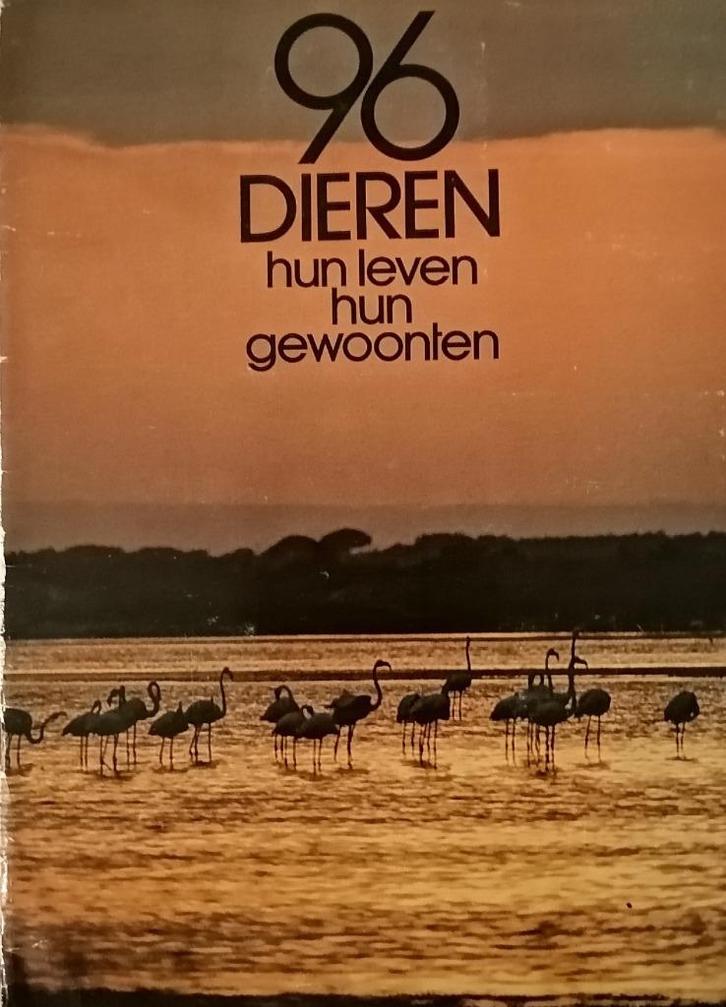 96
DIEREN
hun leven
hun
gewoonten